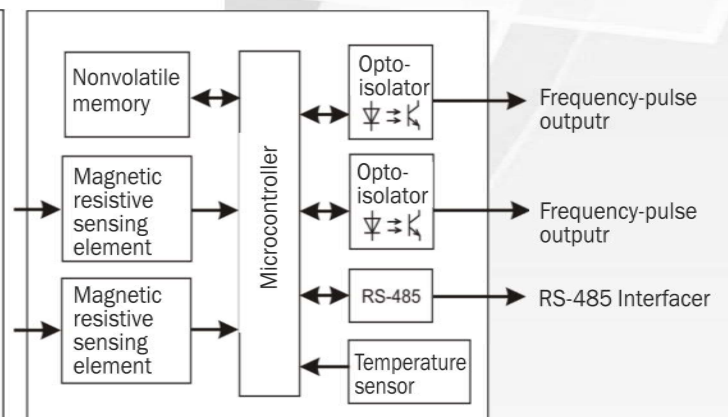 Nonvolatile
memory
Magnetic
resistive
sensing
element
Magnetic
resistive
sensing
element
Microcontroller
Opto-
isolator
Opto-
isolator
RS-485
Temperature
sensor
Frequency-pulse
outputr
Frequency-pulse
outputr
RS-485 Interfacer